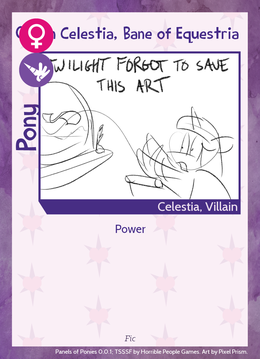 Celestia, Bane of Equestria
TWILIGHT FORGOT TO SAVE
THIS ART
Pony
Celestia, Villain
Power
Fic
Panels of Ponies 0.0.1; TSSSF by Horrible People Games. Art by Pixel Prism.